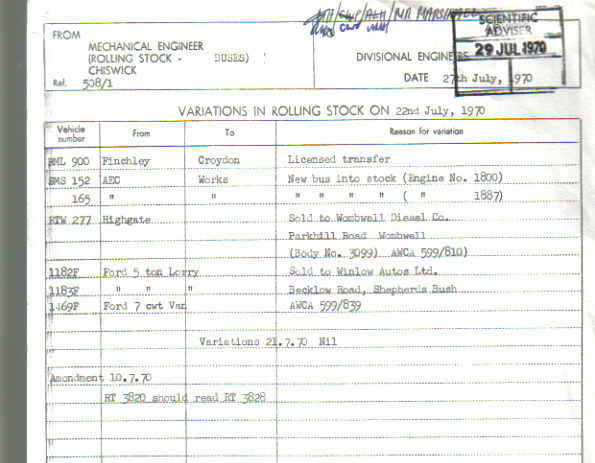 FROM
MECHANICAL ENGINEER
(ROLLING STOCK - BUSES)
CHISWICK
Ref. 508/1
MR MARSHALL
DIVISIONAL ENGINEERS
DATE 27th July, 1970
SCIENTIFIC
ADVISER
29 JUL 1970
VARIATIONS IN ROLLING STOCK ON 22nd July, 1970
Vehicle number From To Reason for variation
RML 900 Finchley Croydon Licensed transfer
SMS 152 AEC Works New bus into stock (Engine No. 1800)
165 " " " " " " ( " 1887)
RTW 277 Highgate Sold to Wombwell Diesel Co.
Parkhill Road Wombwell
(Body No. 3099) AWCA 599/810)
1182F Ford 5 ton Lorry Sold to Winlow Autos Ltd.
1183F " " " Becklow Road, Shepherds Bush
1469F Ford 7 cwt Van AWCA 599/839
Variations 21.7.70 Nil
Amendment 10.7.70
RT 3820 should read RT 3828